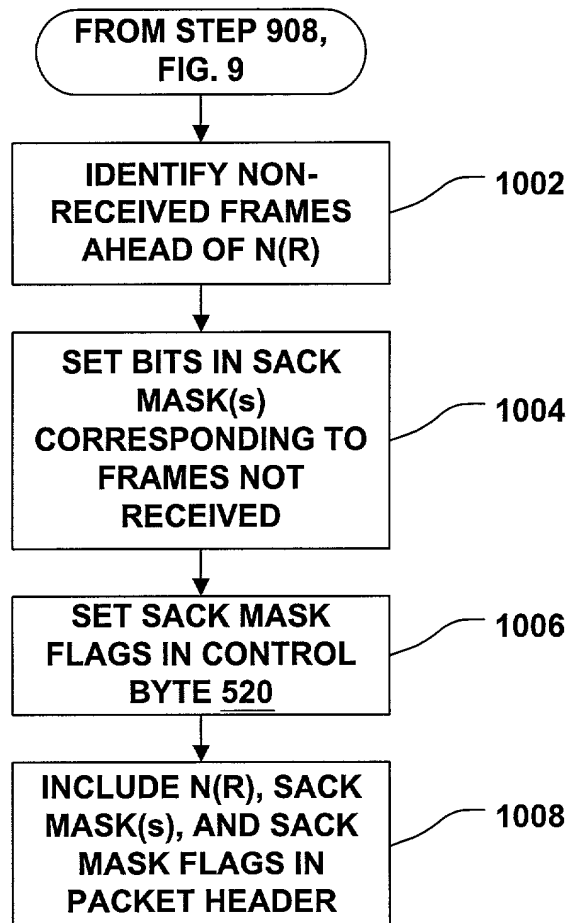 FROM STEP 908,
FIG. 9
IDENTIFY NON-
RECEIVED FRAMES
AHEAD OF N(R)
1002
SET BITS IN SACK
MASK(s)
CORRESPONDING TO
FRAMES NOT
RECEIVED
1004
SET SACK MASK
FLAGS IN CONTROL
BYTE 520
1006
INCLUDE N(R), SACK
MASK(s), AND SACK
MASK FLAGS IN
PACKET HEADER
1008